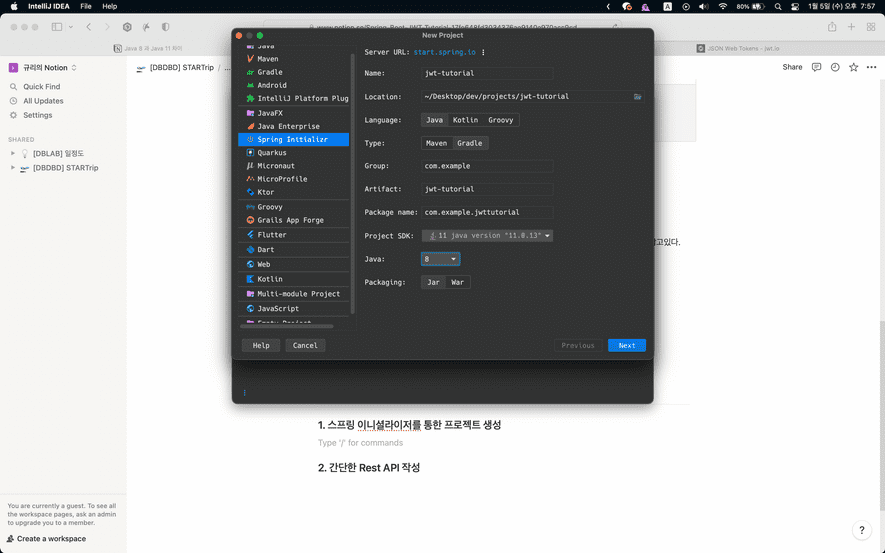 IntelliJ IDEA File Help
80% 1월 5일 (수) 오후 7:57
Java 8 과 Java 11 차이
JSON Web Tokens - jwt.io
규리의 Notion
[DBDBD] STARTrip / ...
Share
Quick Find
All Updates
Settings
SHARED
[DBLAB] 일정도
[DBDBD] STARTrip
New Project
Java
Maven
Gradle
Android
IntelliJ Platform Plug
JavaFX
Java Enterprise
Spring Initializr
Quarkus
Micronaut
MicroProfile
Ktor
Groovy
Grails App Forge
Flutter
Dart
Web
Kotlin
Multi-module Project
JavaScript
Empty Project
Server URL: start.spring.io
Name: jwt-tutorial
Location: ~/Desktop/dev/projects/jwt-tutorial
Language: Java Kotlin Groovy
Type: Maven Gradle
Group: com.example
Artifact: jwt-tutorial
Package name: com.example.jwttutorial
Project SDK: 11 java version "11.0.13"
Java: 8
Packaging: Jar War
Help Cancel Previous Next
고있다.
1. 스프링 이니셜라이저를 통한 프로젝트 생성
Type '/' for commands
2. 간단한 Rest API 작성
You are currently a guest. To see all
the workspace pages, ask an admin
to upgrade you to a member.
Create a workspace
?